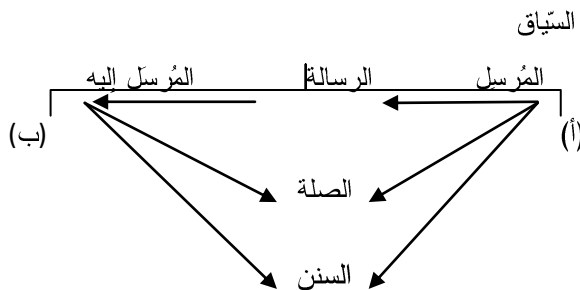 السّياق
المُرسِل الرسالة المُرسَل إليه
(أ) (ب)
الصلة
السنن